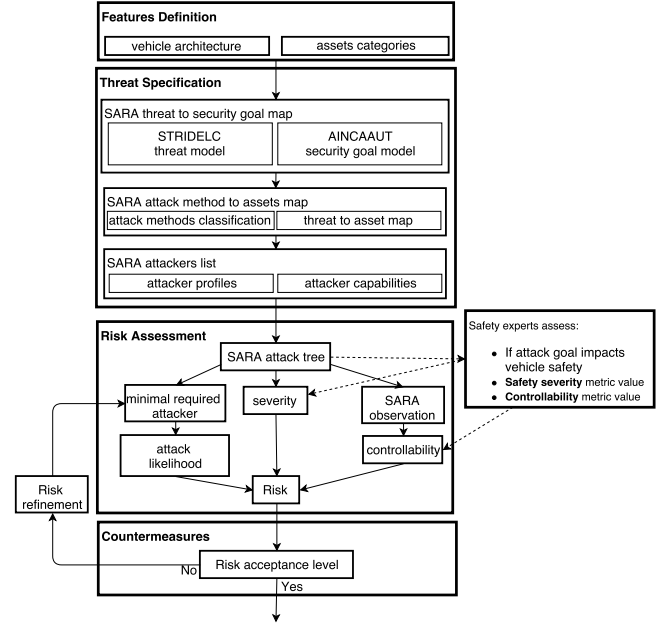 Features Definition
vehicle architecture
assets categories
Threat Specification
SARA threat to security goal map
STRIDELC
threat model
AINCAAUT
security goal model
SARA attack method to assets map
attack methods classification
threat to asset map
SARA attackers list
attacker profiles
attacker capabilities
Risk Assessment
SARA attack tree
Safety experts assess:
If attack goal impacts
vehicle safety
Safety severity metric value
Controllability metric value
minimal required
attacker
severity
SARA
observation
attack
likelihood
controllability
Risk
Risk
refinement
Countermeasures
Risk acceptance level
No
Yes